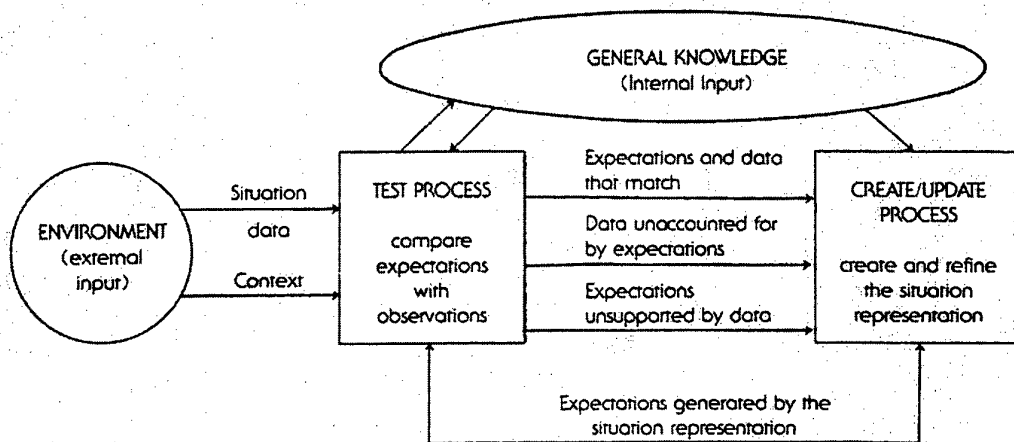 GENERAL KNOWLEDGE
(Internal Input)
ENVIRONMENT
(external
input)
Situation
data
Context
TEST PROCESS
compare
expectations
with
observations
Expectations and data
that match
Data unaccounted for
by expectations
Expectations
unsupported by data
CREATE/UPDATE
PROCESS
create and refine
the situation
representation
Expectations generated by the
situation representation